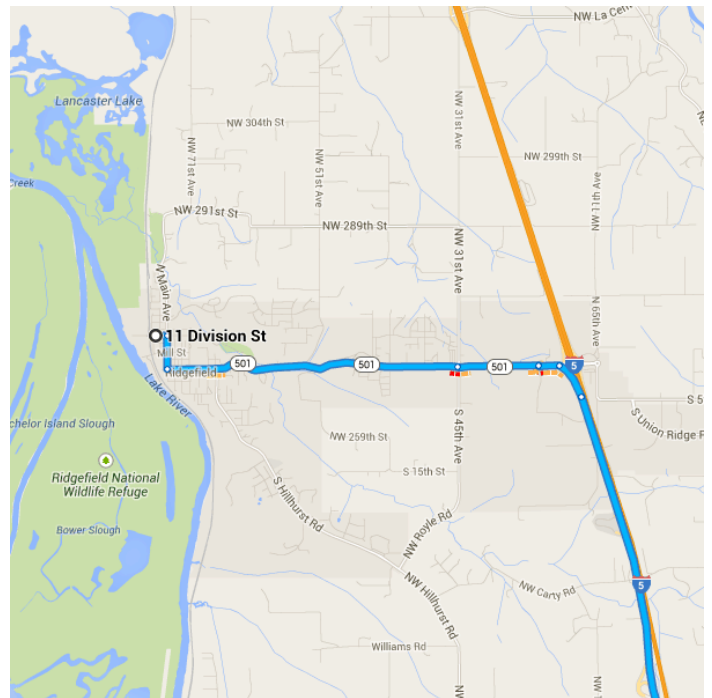 NW La Cen
Lancaster Lake
NW 304th St
NW 71st Ave
NW 51st Ave
NW 31st Ave
NW 299th St
NW 11th Ave
Creek
NW 291st St
NW 289th St
NW 31st Ave
N Main Ave
N 65th Ave
11 Division St
Mill St
501
501
501
5
Ridgefield
Lake River
S 5
S Union Ridge P
chelor Island Slough
NW 259th St
S 45th Ave
S 15th St
Ridgefield National
Wildlife Refuge
S Hillhurst Rd
Bower Slough
NW Royle Rd
NW Carty Rd
5
NW Hillhurst Rd
Williams Rd